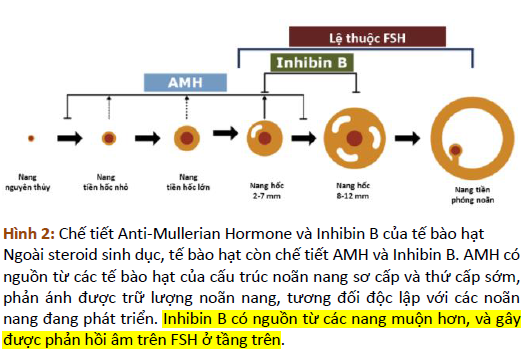 Lệ thuộc FSH
Inhibin B
AMH
Nang
nguyên thủy
Nang
tiền hốc nhỏ
Nang
tiền hốc lớn
Nang hốc
2-7 mm
Nang hốc
8-12 mm
Nang tiền
phóng noãn
Hình 2: Chế tiết Anti-Mullerian Hormone và Inhibin B của tế bào hạt
Ngoài steroid sinh dục, tế bào hạt còn chế tiết AMH và Inhibin B. AMH có
nguồn từ các tế bào hạt của cấu trúc noãn nang sơ cấp và thứ cấp sớm,
phản ánh được trữ lượng noãn nang, tương đối độc lập với các noãn
nang đang phát triển. Inhibin B có nguồn từ các nang muộn hơn, và gây
được phản hồi âm trên FSH ở tầng trên.